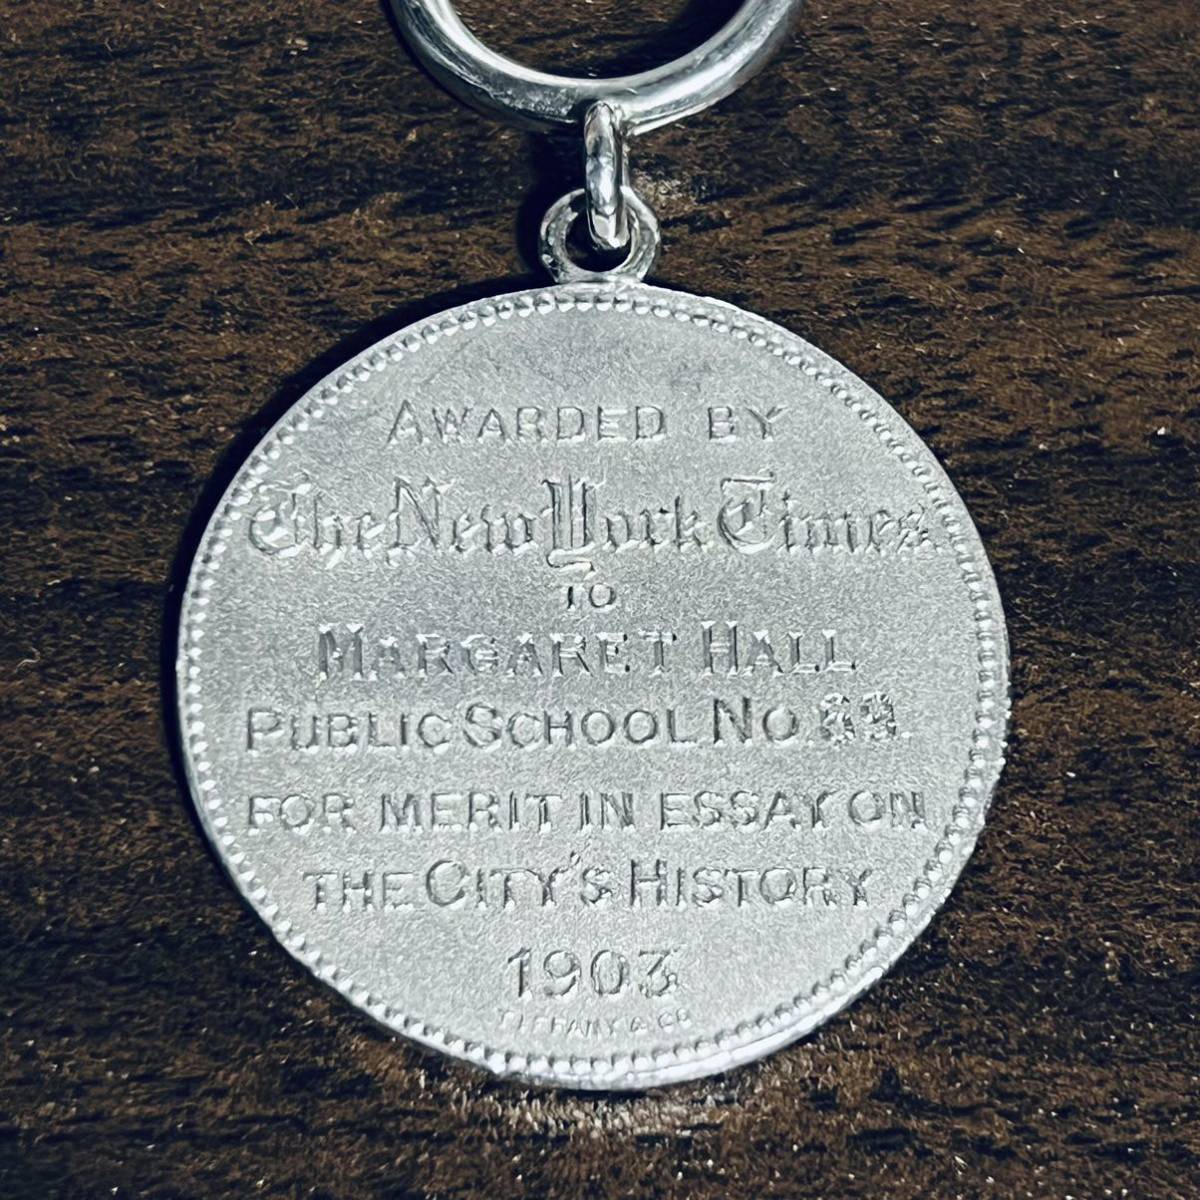 AWARDED BY
The New York Times
TO
MARGARET HALL
PUBLIC SCHOOL NO.
FOR MERIT IN ESSAY ON
THE CITY'S HISTORY
1903
TIFFANY & CO